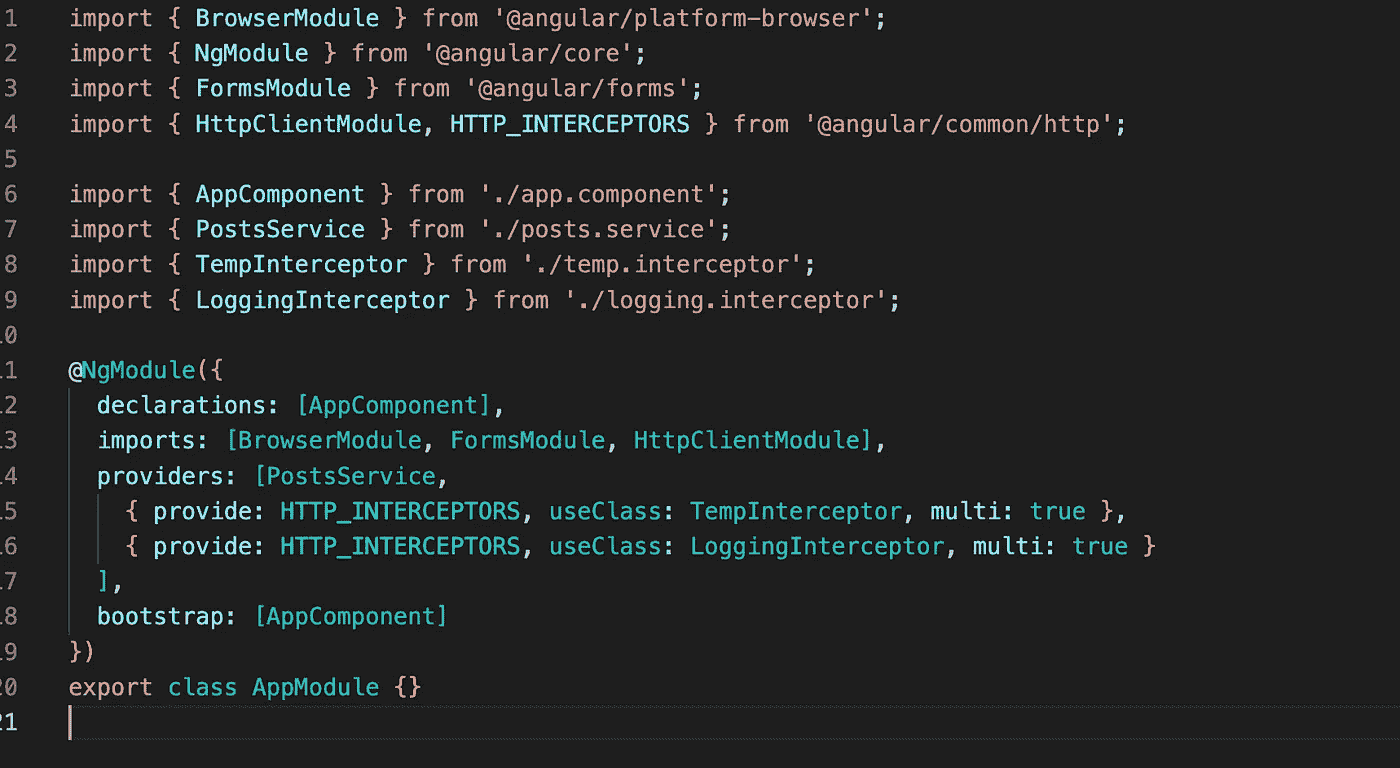 1 import { BrowserModule } from '@angular/platform-browser';
2 import { NgModule } from '@angular/core';
3 import { FormsModule } from '@angular/forms';
4 import { HttpClientModule, HTTP_INTERCEPTORS } from '@angular/common/http';
5
6 import { AppComponent } from './app.component';
7 import { PostsService } from './posts.service';
8 import { TempInterceptor } from './temp.interceptor';
9 import { LoggingInterceptor } from './logging.interceptor';
10
11 @NgModule({
12   declarations: [AppComponent],
13   imports: [BrowserModule, FormsModule, HttpClientModule],
14   providers: [PostsService,
15     { provide: HTTP_INTERCEPTORS, useClass: TempInterceptor, multi: true },
16     { provide: HTTP_INTERCEPTORS, useClass: LoggingInterceptor, multi: true }
17   ],
18   bootstrap: [AppComponent]
19 })
20 export class AppModule {}
21